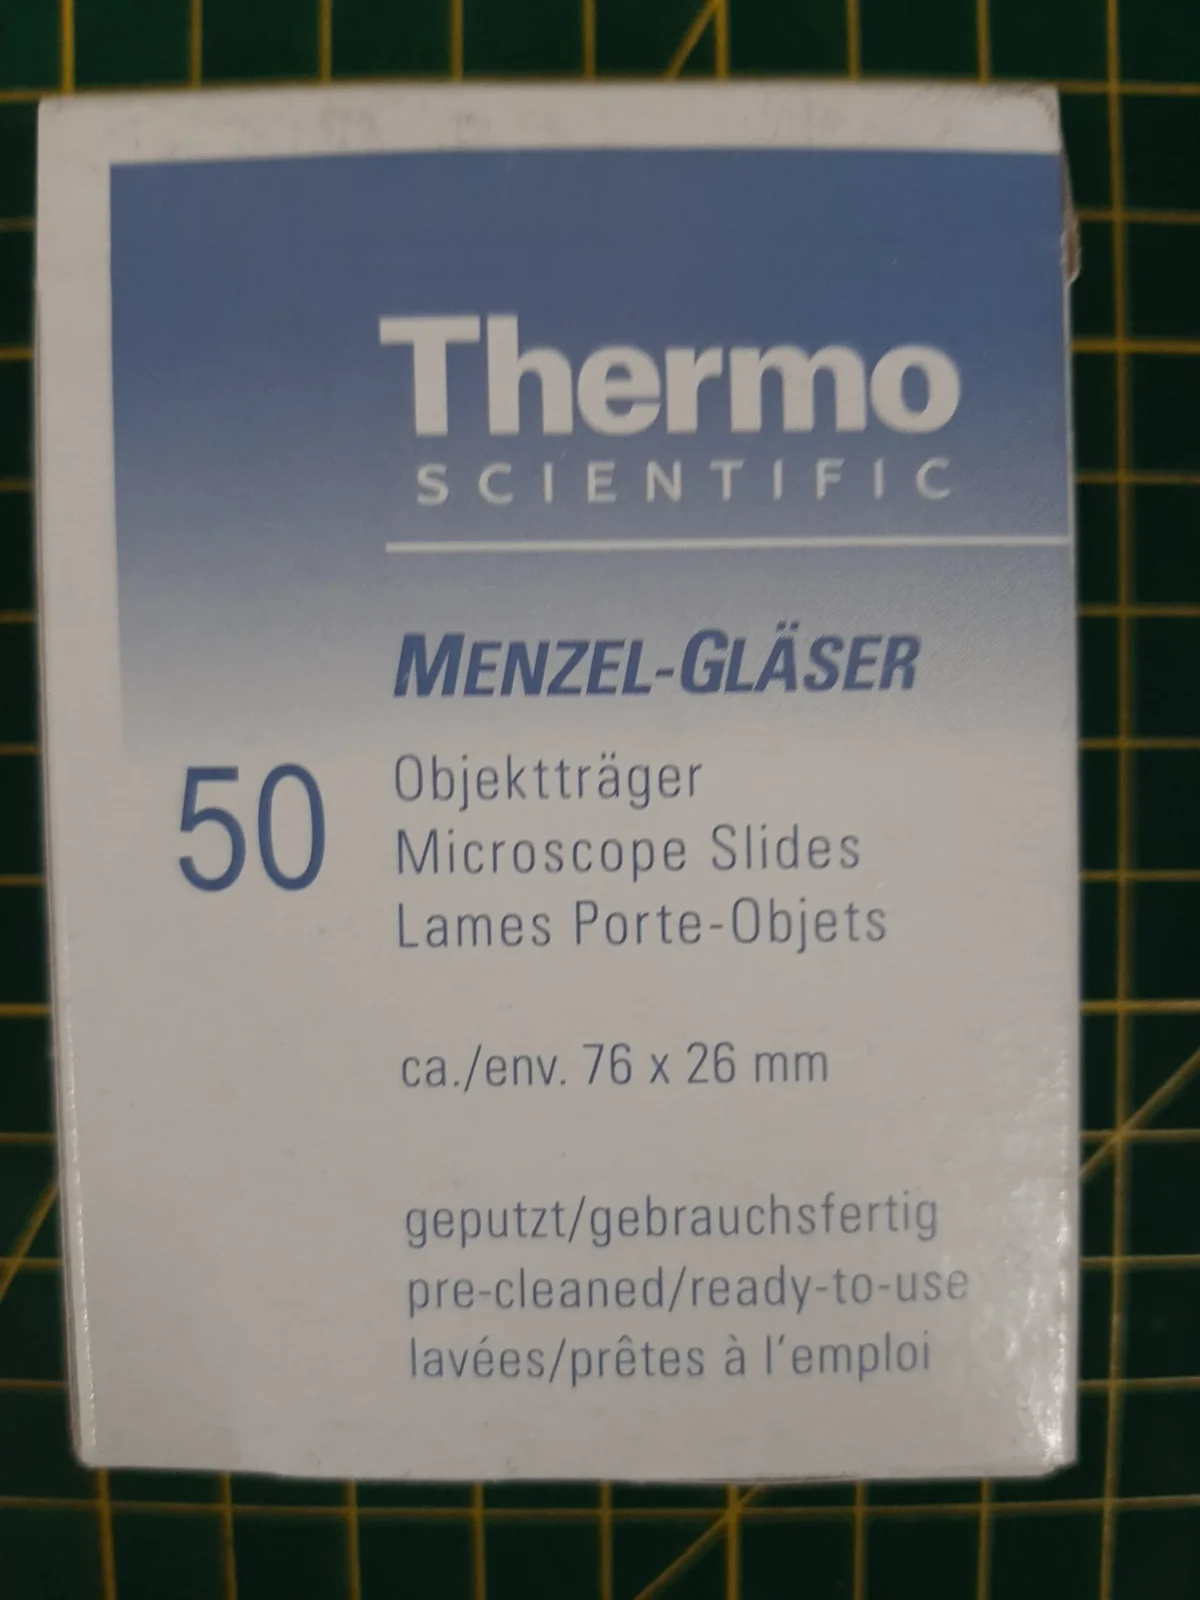 Thermo
SCIENTIFIC
MENZEL-GLÄSER
50
Objektträger
Microscope Slides
Lames Porte-Objets
ca./env. 76 x 26 mm
geputzt/gebrauchsfertig
pre-cleaned/ready-to-use
lavées/prêtes à l'emploi